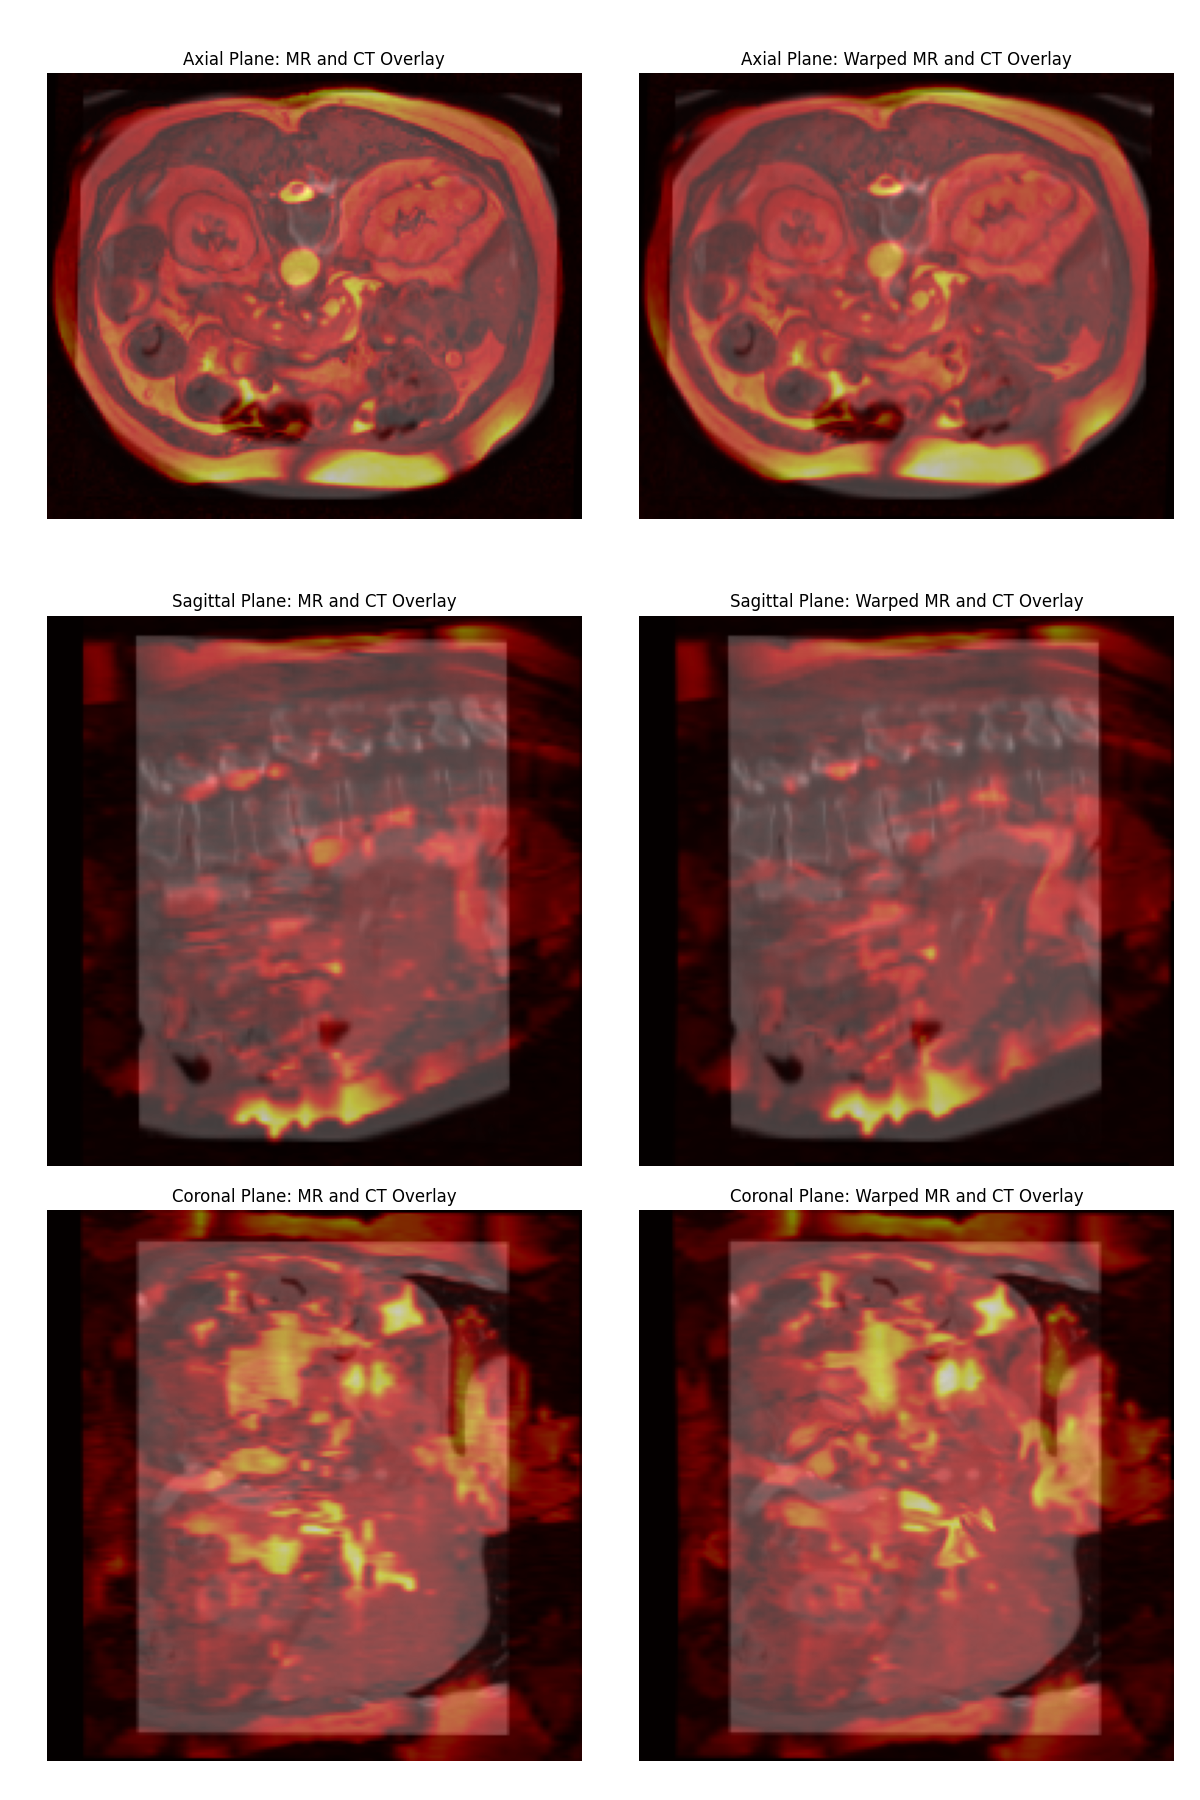 Axial Plane: MR and CT Overlay
Axial Plane: Warped MR and CT Overlay
Sagittal Plane: MR and CT Overlay
Sagittal Plane: Warped MR and CT Overlay
Coronal Plane: MR and CT Overlay
Coronal Plane: Warped MR and CT Overlay